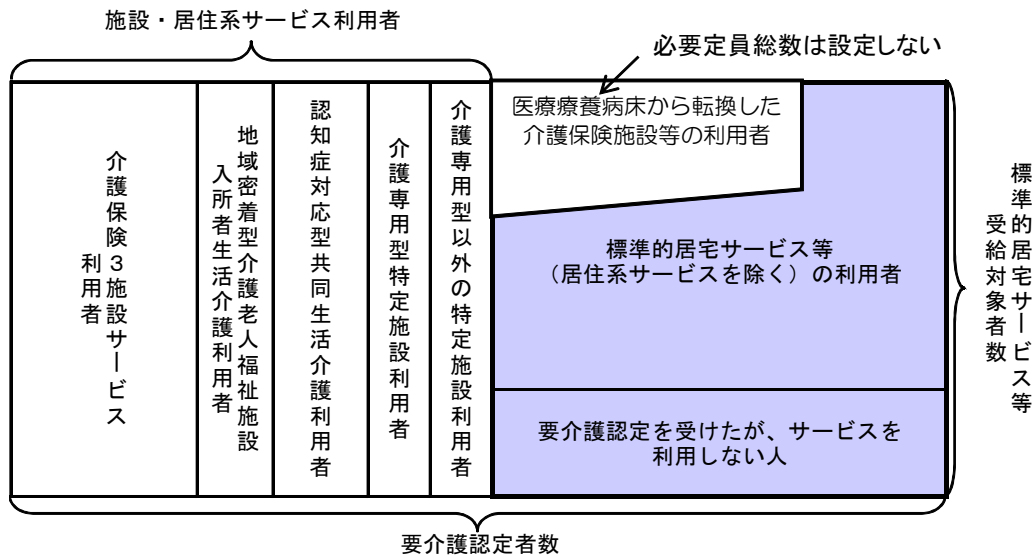 施設・居住系サービス利用者
必要定員総数は設定しない
介護保険３施設サービス
利用者
地域密着型介護老人福祉施設
入所者生活介護利用者
認知症対応型共同生活介護利用者
介護専用型特定施設利用者
介護専用型以外の特定施設利用者
医療療養病床から転換した
介護保険施設等の利用者
標準的居宅サービス等
（居住系サービスを除く）の利用者
要介護認定を受けたが、サービスを
利用しない人
標準的居宅サービス等
受給対象者数
要介護認定者数